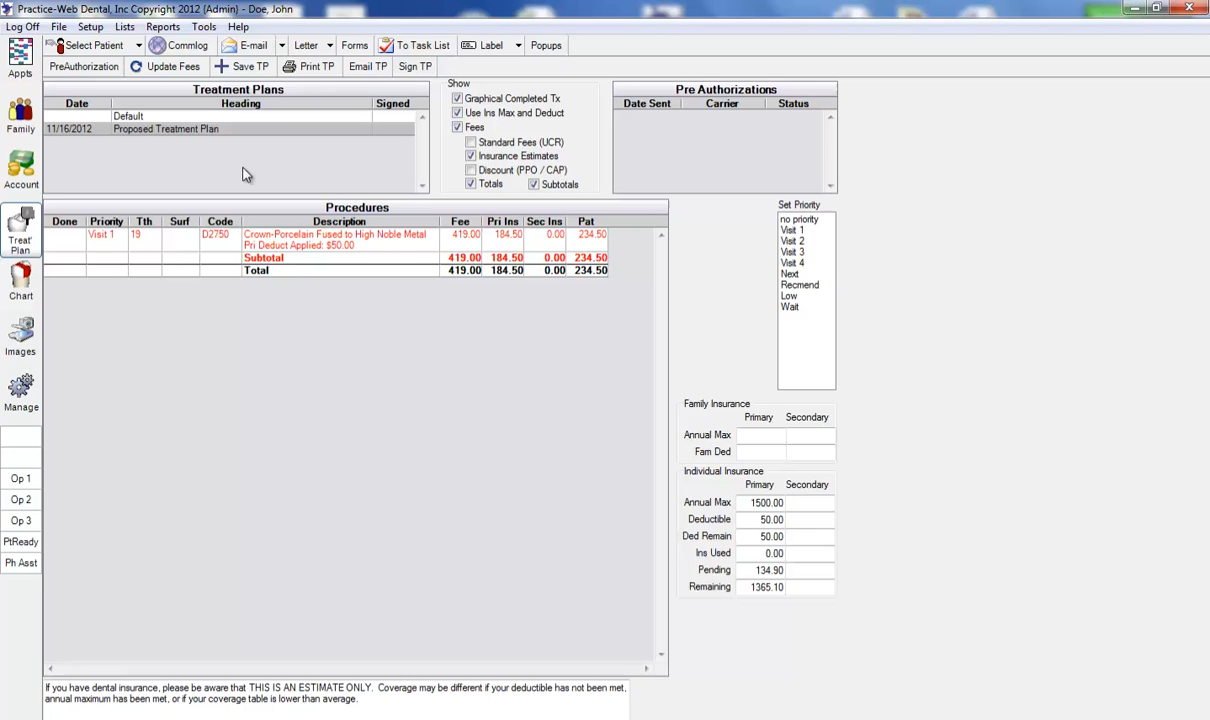 Practice-Web Dental, Inc Copyright 2012 {Admin} - Doe, John
Log Off File Setup Lists Reports Tools Help
Select Patient Commlog E-mail Letter Forms To Task List Label Popups
PreAuthorization Update Fees Save TP Print TP Email TP Sign TP
Appts
Family
Account
Treat' Plan
Chart
Images
Manage
Op 1
Op 2
Op 3
PtReady
Ph Asst
Treatment Plans
Date Heading Signed
Default
11/16/2012 Proposed Treatment Plan
Show
Graphical Completed Tx
Use Ins Max and Deduct
Fees
Standard Fees (UCR)
Insurance Estimates
Discount (PPO / CAP)
Totals Subtotals
Pre Authorizations
Date Sent Carrier Status
Procedures
Done Priority Tth Surf Code Description Fee Pri Ins Sec Ins Pat
Visit 1 19 D2750 Crown-Porcelain Fused to High Noble Metal 419.00 184.50 0.00 234.50
Pri Deduct Applied: $50.00
Subtotal 419.00 184.50 0.00 234.50
Total 419.00 184.50 0.00 234.50
Set Priority
no priority
Visit 1
Visit 2
Visit 3
Visit 4
Next
Recmend
Low
Wait
Family Insurance
Primary Secondary
Annual Max
Fam Ded
Individual Insurance
Primary Secondary
Annual Max 1500.00
Deductible 50.00
Ded Remain 50.00
Ins Used 0.00
Pending 134.90
Remaining 1365.10
If you have dental insurance, please be aware that THIS IS AN ESTIMATE ONLY. Coverage may be different if your deductible has not been met,
annual maximum has been met, or if your coverage table is lower than average.